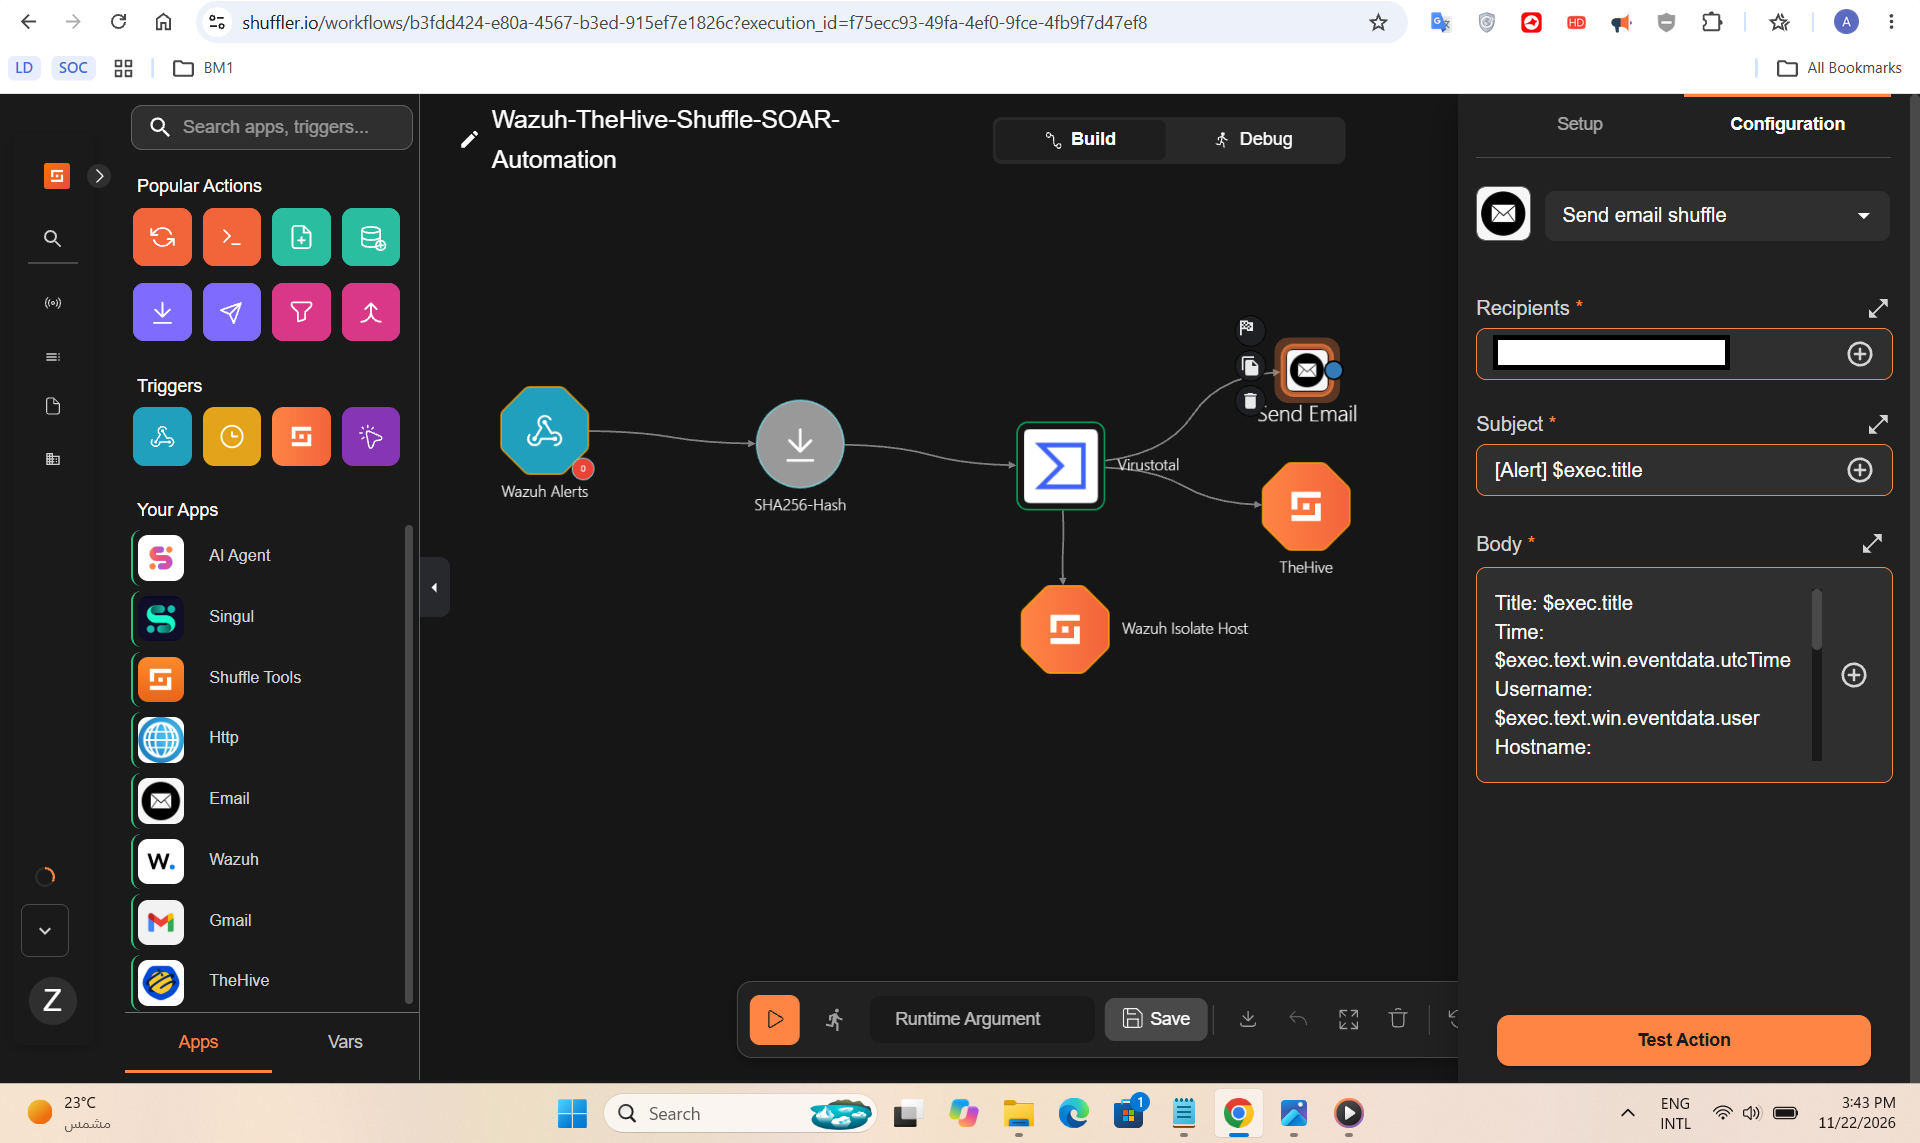 shuffler.io/workflows/b3fdd424-e80a-4567-b3ed-915ef7e1826c?execution_id=f75ecc93-49fa-4ef0-9fce-4fb9f7d47ef8
HD
A
LD
SOC
BM1
All Bookmarks
Search apps, triggers...
Popular Actions
Triggers
Your Apps
AI Agent
Singul
Shuffle Tools
Http
Email
W.
Wazuh
Gmail
TheHive
Z
Apps
Vars
Wazuh-TheHive-Shuffle-SOAR-
Automation
Build
Debug
Wazuh Alerts
0
SHA256-Hash
Virustotal
Send Email
TheHive
Wazuh Isolate Host
Runtime Argument
Save
Setup
Configuration
Send email shuffle
Recipients *
Subject *
[Alert] $exec.title
Body *
Title: $exec.title
Time:
$exec.text.win.eventdata.utcTime
Username:
$exec.text.win.eventdata.user
Hostname:
Test Action
23°C
مشمس
Search
1
ENG
INTL
3:43 PM
11/22/2026